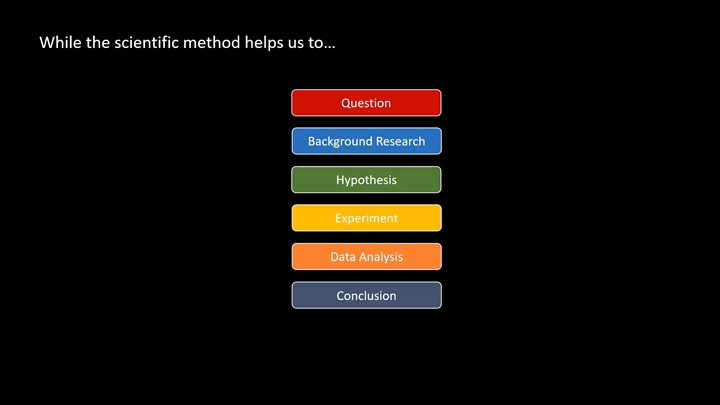 While the scientific method helps us to...
Question
Background Research
Hypothesis
Experiment
Data Analysis
Conclusion